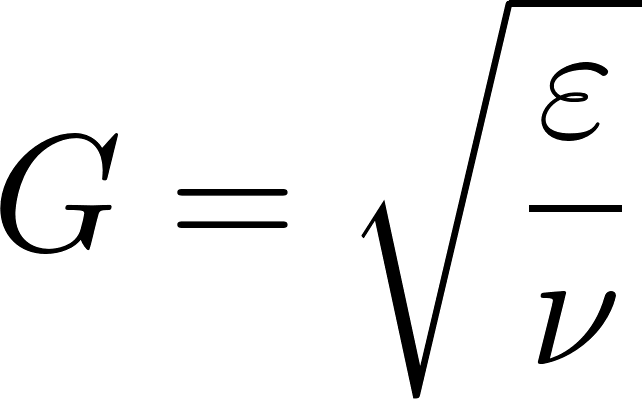 G = √(ε/ν)